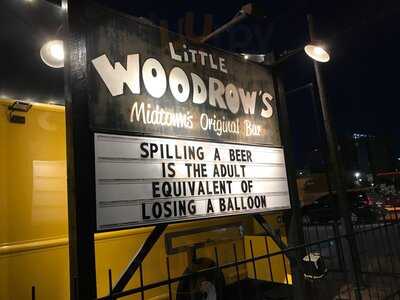 LiTTLE
WOODROW'S
Midtown's Original Bar
SPILLING A BEER
IS THE ADULT
EQUIVALENT OF
LOSING A BALLOON